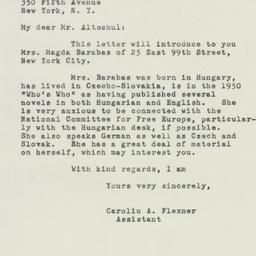 350 Fifth Avenue
New York, N. Y.
My dear Mr. Altschul:
This letter will introduce to you
Mrs. Magda Barabas of 25 East 99th Street,
New York City.
Mrs. Barabas was born in Hungary,
has lived in Czecho-Slovakia, is in the 1950
"Who's Who" as having published several
novels in both Hungarian and English. She
is very anxious to be connected with the
National Committee for Free Europe, particular-
ly with the Hungarian desk, if possible.
She also speaks German as well as Czech and
Slovak. She has a great deal of material
on herself, which may interest you.
With kind regards, I am
Yours very sincerely,
Carolin A. Flexner
Assistant